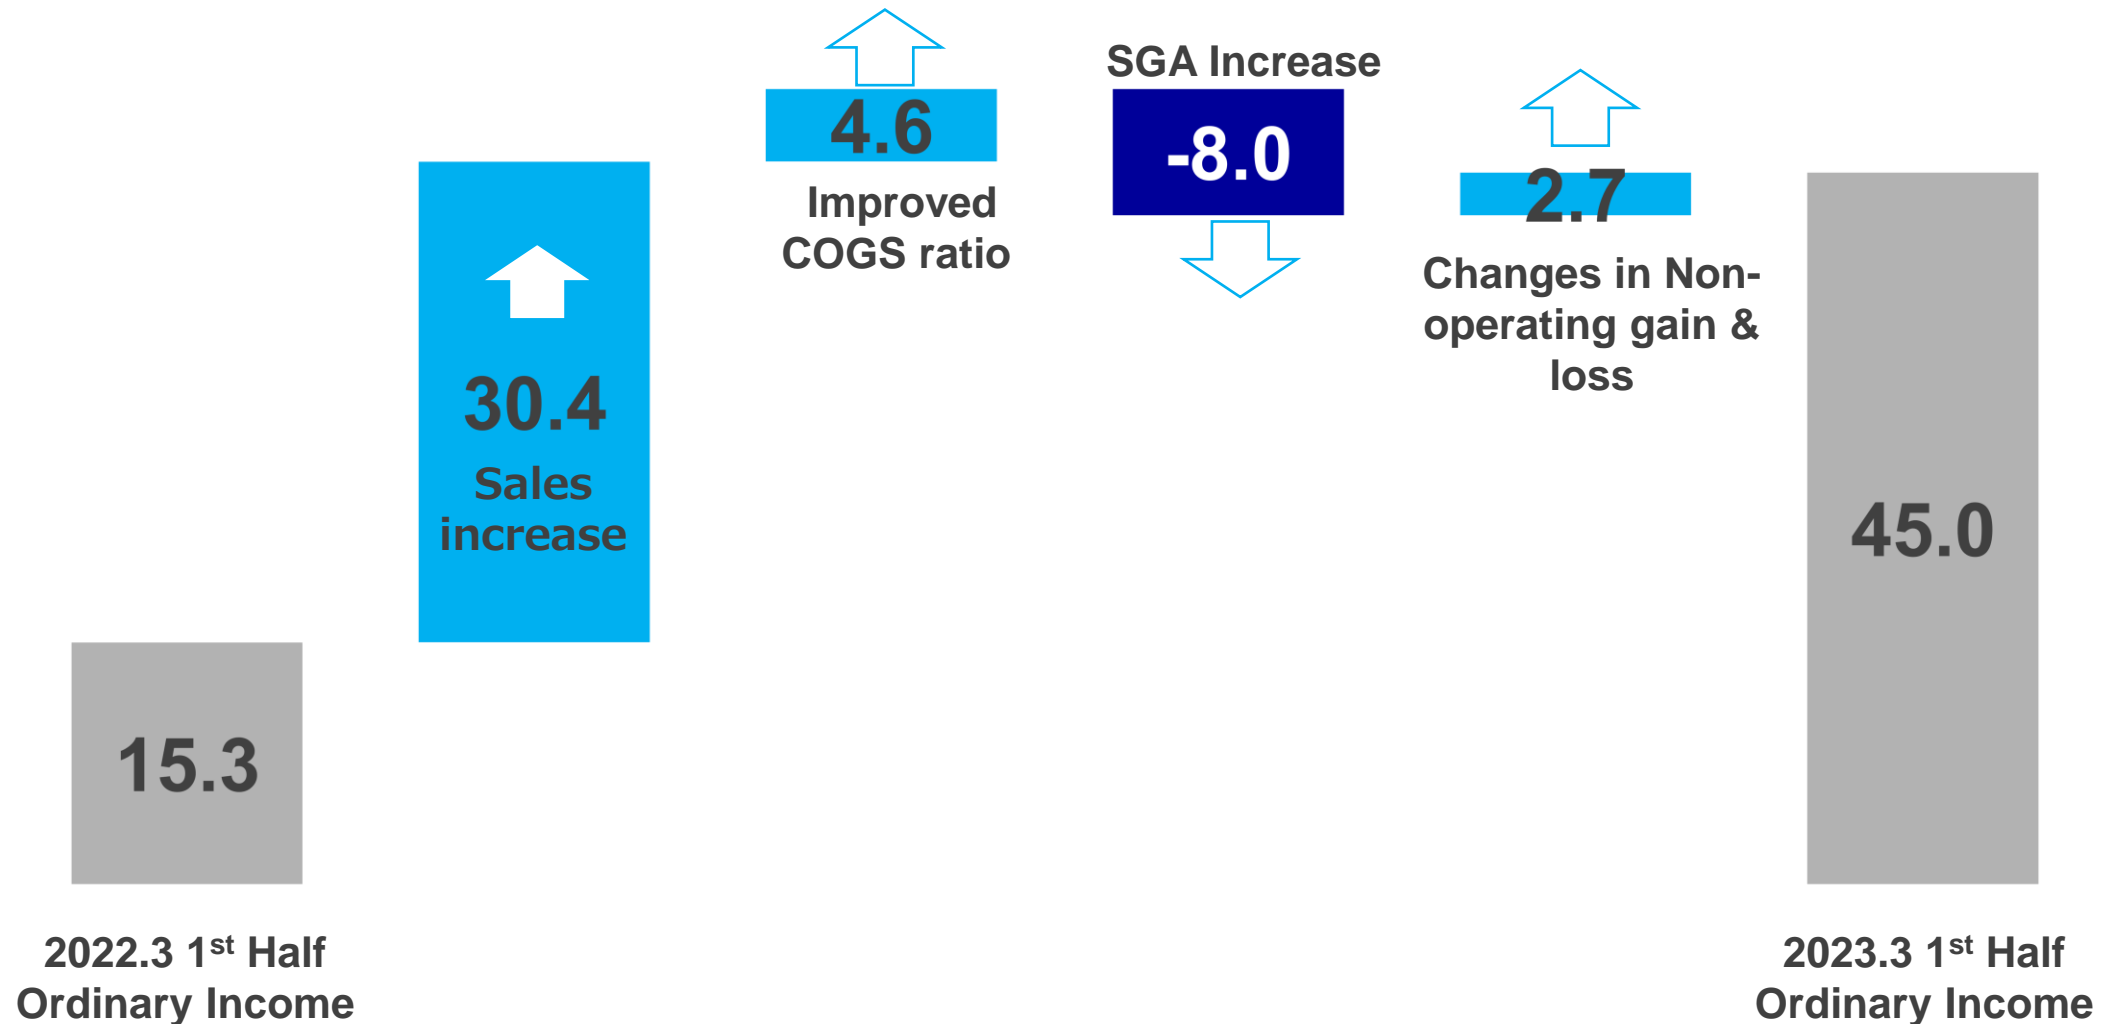 15.3
2022.3 1st Half
Ordinary Income
30.4
Sales
increase
4.6
Improved
COGS ratio
SGA Increase
-8.0
2.7
Changes in Non-
operating gain &
loss
45.0
2023.3 1st Half
Ordinary Income